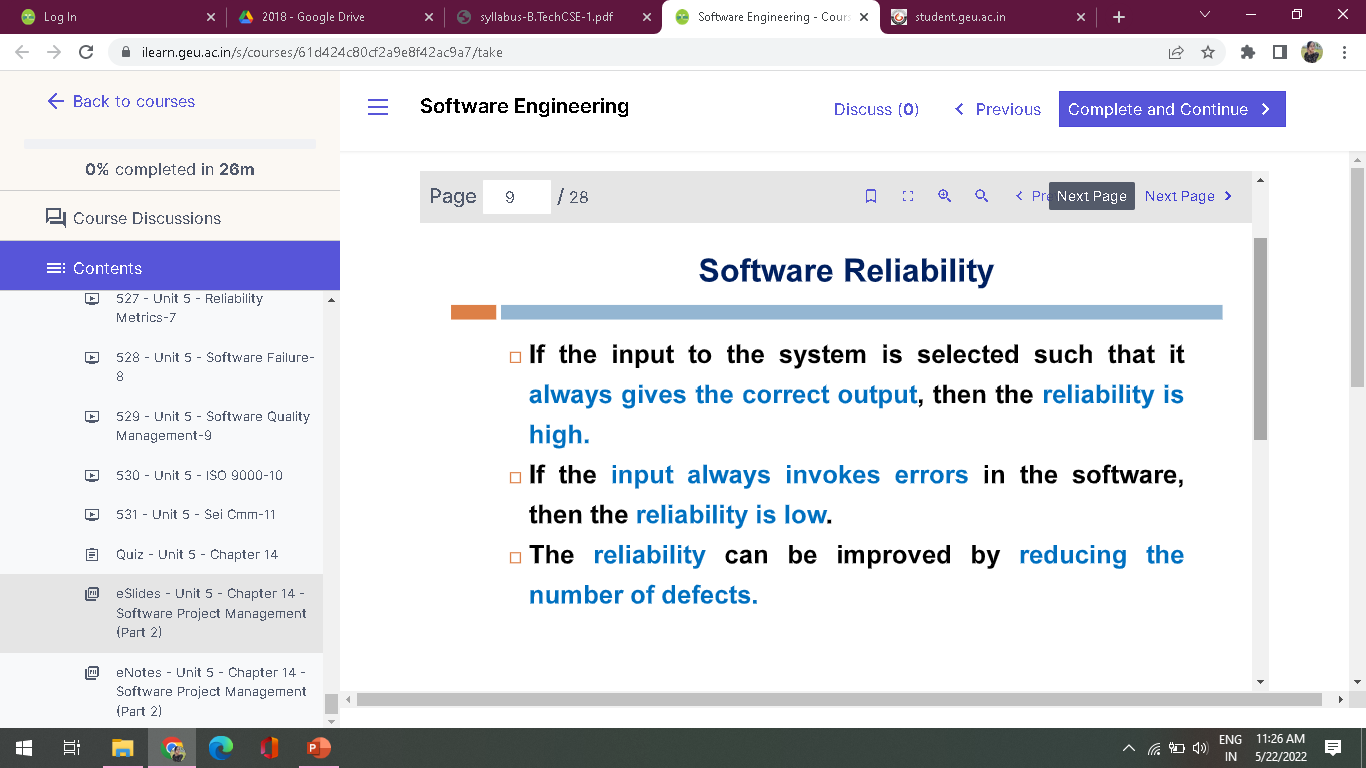 Log In
2018 - Google Drive
syllabus-B.TechCSE-1.pdf
Software Engineering - Cour
student.geu.ac.in
ilearn.geu.ac.in/s/courses/61d424c80cf2a9e8f42ac9a7/take
Back to courses
0% completed in 26m
Course Discussions
Contents
527 - Unit 5 - Reliability
Metrics-7
528 - Unit 5 - Software Failure-
8
529 - Unit 5 - Software Quality
Management-9
530 - Unit 5 - ISO 9000-10
531 - Unit 5 - Sei Cmm-11
Quiz - Unit 5 - Chapter 14
eSlides - Unit 5 - Chapter 14 -
Software Project Management
(Part 2)
eNotes - Unit 5 - Chapter 14 -
Software Project Management
(Part 2)
Software Engineering
Discuss (0)
Previous
Complete and Continue
Page 9 / 28
Pre
Next Page
Next Page
Software Reliability
If the input to the system is selected such that it
always gives the correct output, then the reliability is
high.
If the input always invokes errors in the software,
then the reliability is low.
The reliability can be improved by reducing the
number of defects.
ENG
IN
11:26 AM
5/22/2022